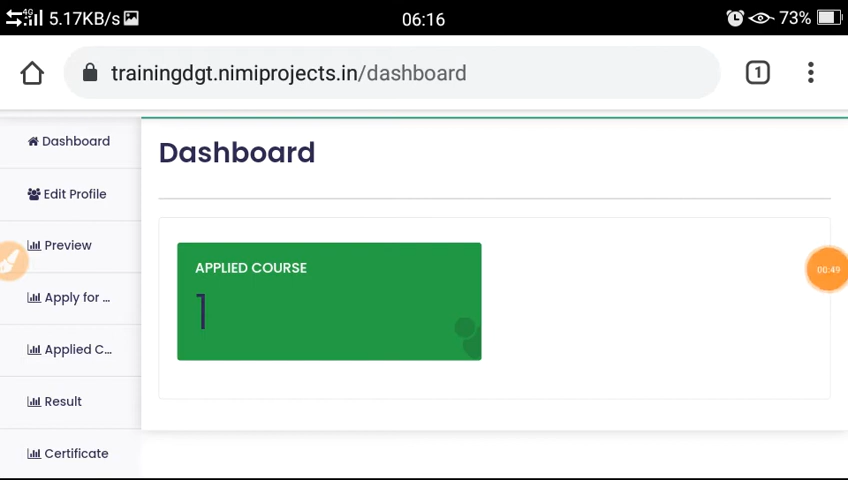 4G 5.17KB/s 06:16 73%
trainingdgt.nimiprojects.in/dashboard 1
Dashboard
Dashboard
Edit Profile
Preview
APPLIED COURSE
00:49
Apply for ...
1
Applied C...
Result
Certificate